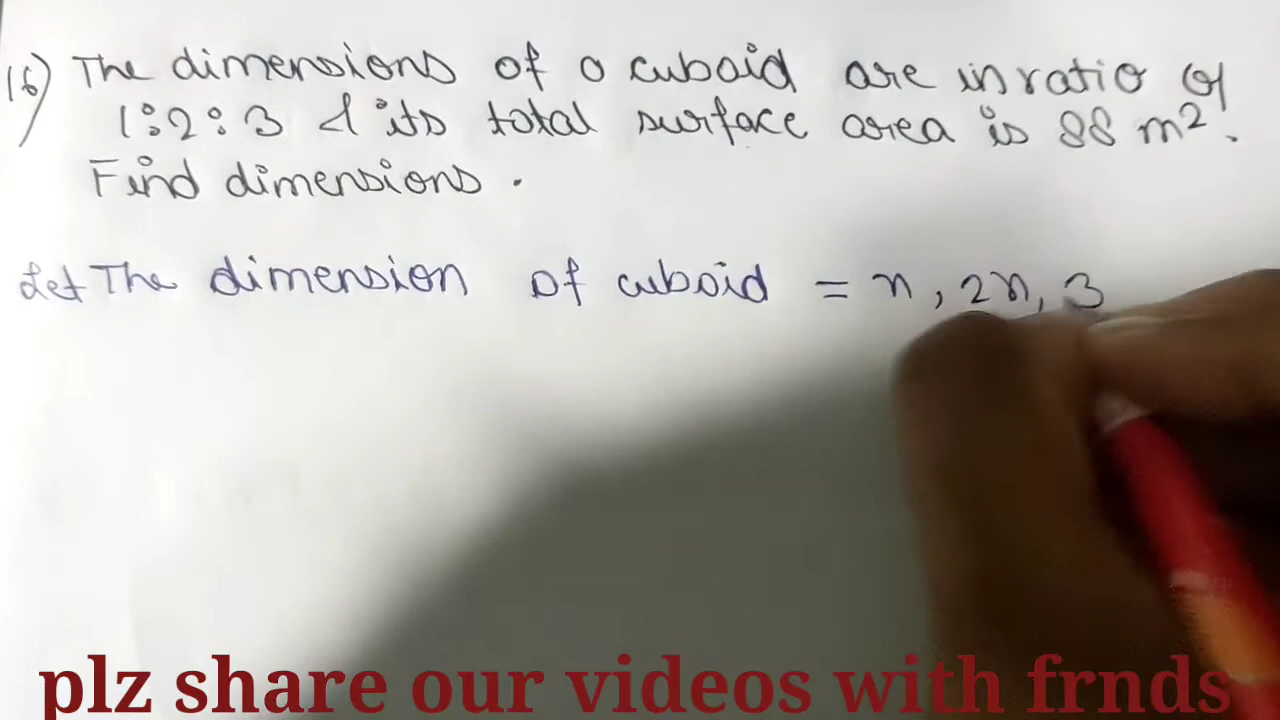 16) The dimensions of a cuboid are in ratio of
1:2:3 & its total surface area is 88 m².
Find dimensions.
Let The dimension of cuboid = x, 2x, 3
plz share our videos with frnds